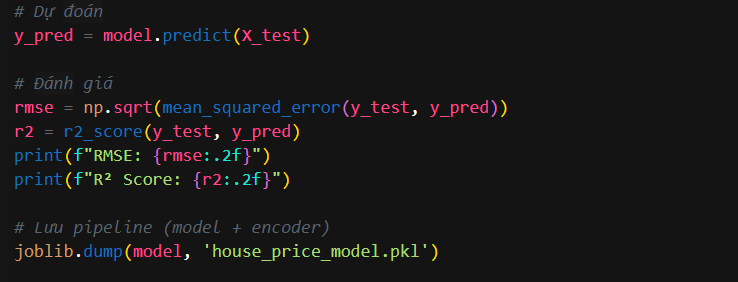 # Dự đoán
y_pred = model.predict(X_test)
# Đánh giá
rmse = np.sqrt(mean_squared_error(y_test, y_pred))
r2 = r2_score(y_test, y_pred)
print(f"RMSE: {rmse:.2f}")
print(f"R² Score: {r2:.2f}")
# Lưu pipeline (model + encoder)
joblib.dump(model, 'house_price_model.pkl')